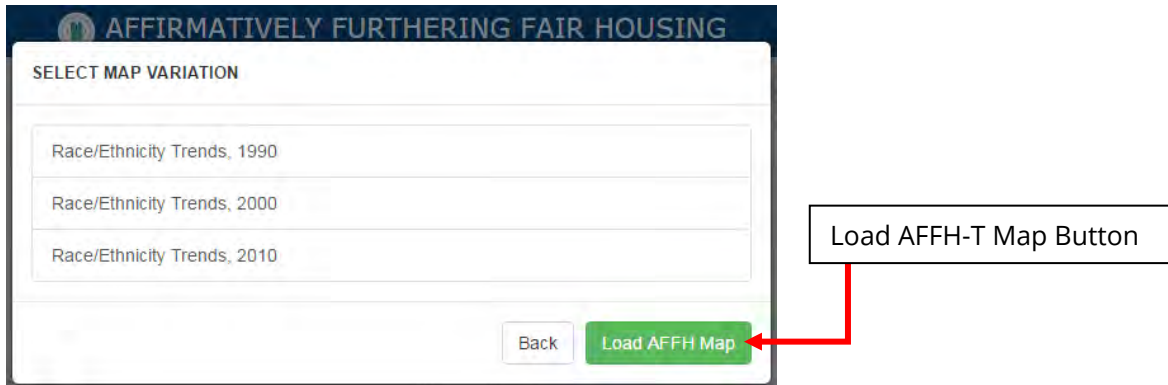 AFFIRMATIVELY FURTHERING FAIR HOUSING
SELECT MAP VARIATION
Race/Ethnicity Trends, 1990
Race/Ethnicity Trends, 2000
Race/Ethnicity Trends, 2010
Load AFFH-T Map Button
Back
Load AFFH Map